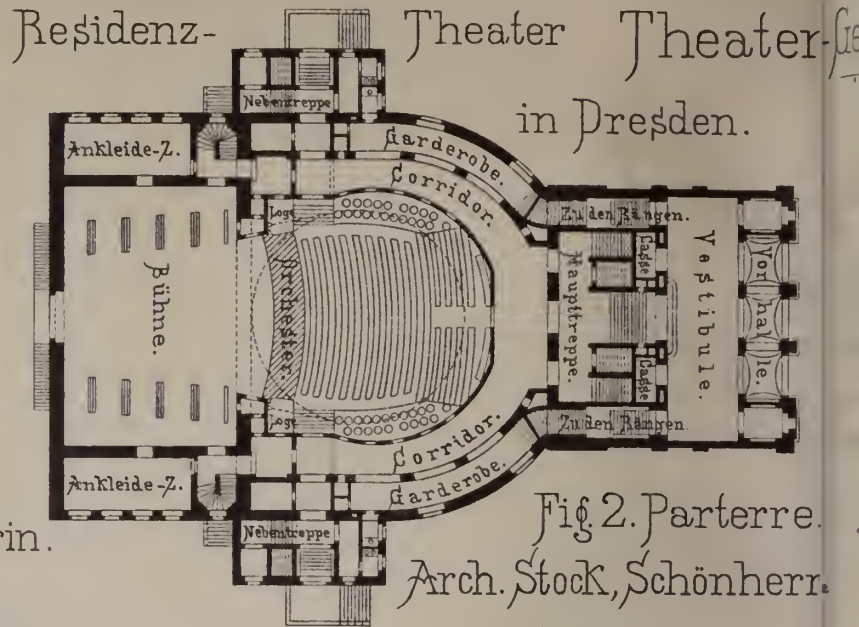 Residenz- Theater
in Dresden.
Theater-
Nebentreppe
Ankleide-Z.
Garderobe.
Corridor.
Loge
Zu den Rängen.
Bühne.
Orchester.
Haupttreppe.
Casse
Vestibule.
Vorhalle.
Casse
Loge
Zu den Rängen.
Corridor.
Garderobe.
Ankleide-Z.
Nebentreppe
rin.
Fig. 2. Parterre.
Arch. Stock, Schönherr.